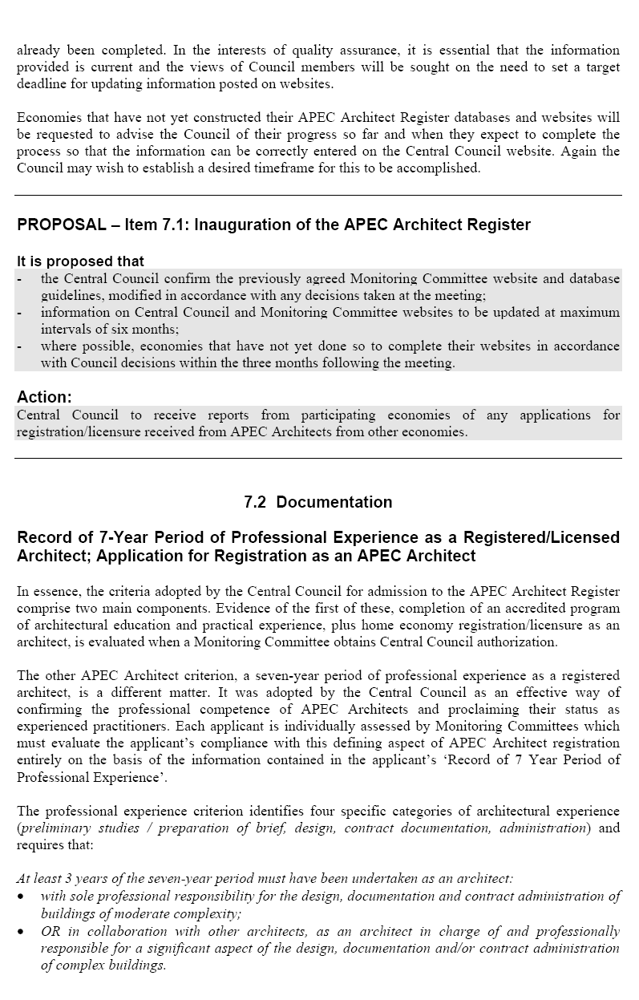 already been completed. In the interests of quality assurance, it is essential that the information
provided is current and the views of Council members will be sought on the need to set a target
deadline for updating information posted on websites.
Economies that have not yet constructed their APEC Architect Register databases and websites will
be requested to advise the Council of their progress so far and when they expect to complete the
process so that the information can be correctly entered on the Central Council website. Again the
Council may wish to establish a desired timeframe for this to be accomplished.
PROPOSAL – Item 7.1: Inauguration of the APEC Architect Register
It is proposed that
- the Central Council confirm the previously agreed Monitoring Committee website and database
guidelines, modified in accordance with any decisions taken at the meeting;
- information on Central Council and Monitoring Committee websites to be updated at maximum
intervals of six months;
- where possible, economies that have not yet done so to complete their websites in accordance
with Council decisions within the three months following the meeting.
Action:
Central Council to receive reports from participating economies of any applications for
registration/licensure received from APEC Architects from other economies.
7.2 Documentation
Record of 7-Year Period of Professional Experience as a Registered/Licensed
Architect; Application for Registration as an APEC Architect
In essence, the criteria adopted by the Central Council for admission to the APEC Architect Register
comprise two main components. Evidence of the first of these, completion of an accredited program
of architectural education and practical experience, plus home economy registration/licensure as an
architect, is evaluated when a Monitoring Committee obtains Central Council authorization.
The other APEC Architect criterion, a seven-year period of professional experience as a registered
architect, is a different matter. It was adopted by the Central Council as an effective way of
confirming the professional competence of APEC Architects and proclaiming their status as
experienced practitioners. Each applicant is individually assessed by Monitoring Committees which
must evaluate the applicant’s compliance with this defining aspect of APEC Architect registration
entirely on the basis of the information contained in the applicant’s ‘Record of 7 Year Period of
Professional Experience’.
The professional experience criterion identifies four specific categories of architectural experience
(preliminary studies / preparation of brief, design, contract documentation, administration) and
requires that:
At least 3 years of the seven-year period must have been undertaken as an architect:
• with sole professional responsibility for the design, documentation and contract administration of
buildings of moderate complexity;
• OR in collaboration with other architects, as an architect in charge of and professionally
responsible for a significant aspect of the design, documentation and/or contract administration
of complex buildings.